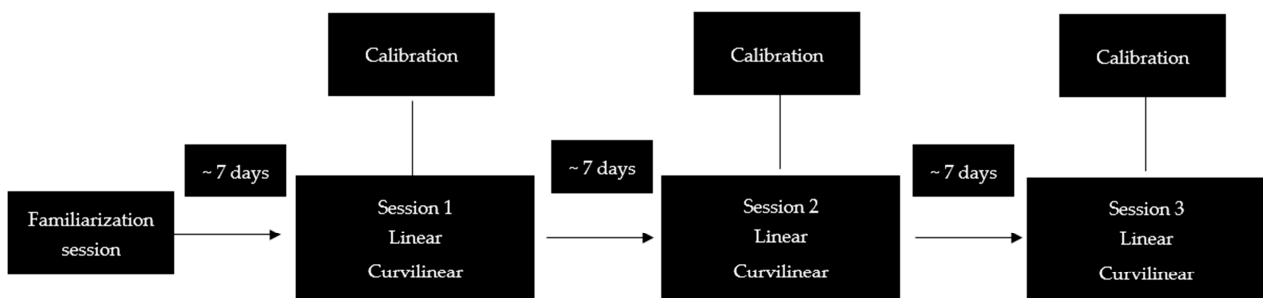 Calibration
Calibration
Calibration
~ 7 days
~ 7 days
~ 7 days
Familiarization
session
Session 1
Linear
Curvilinear
Session 2
Linear
Curvilinear
Session 3
Linear
Curvilinear